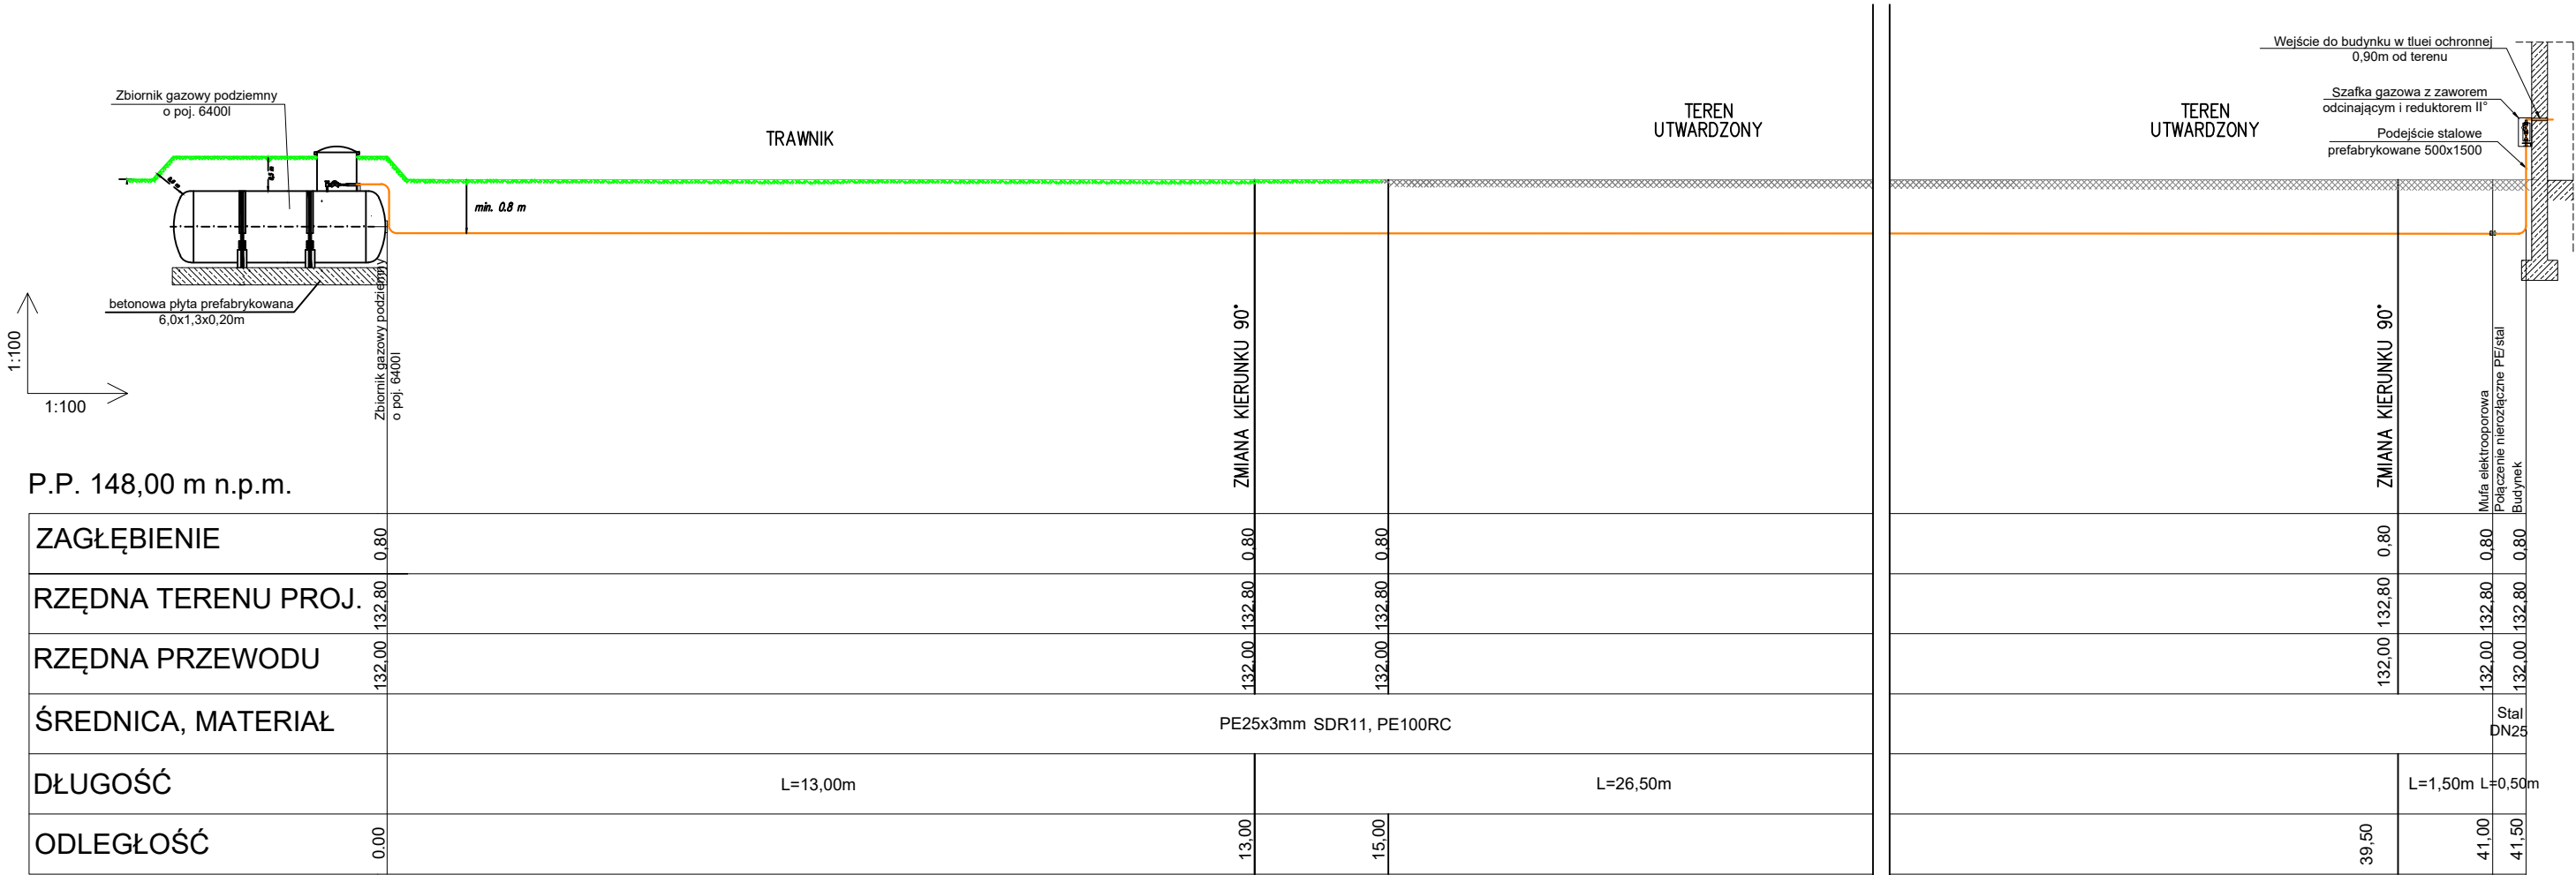 Zbiornik gazowy podziemny
o poj. 6400l
TRAWNIK
TEREN
UTWARDZONY
TEREN
UTWARDZONY
Wejście do budynku w tluei ochronnej
0,90m od terenu
Szafka gazowa z zaworem
odcinającym i reduktorem II°
Podejście stalowe
prefabrykowane 500x1500
min. 0.8 m
betonowa płyta prefabrykowana
6,0x1,3x0,20m
1:100
1:100
Zbiornik gazowy podziemny
o poj. 6400l
ZMIANA KIERUNKU 90°
ZMIANA KIERUNKU 90°
Mufa elektrooporowa
Połączenie nierozłączne PE/stal
Budynek
P.P. 148,00 m n.p.m.
ZAGŁĘBIENIE 0,80 0,80 0,80 0,80 0,80 0,80
RZĘDNA TERENU PROJ. 132,80 132,80 132,80 132,80 132,80 132,80
RZĘDNA PRZEWODU 132,00 132,00 132,00 132,00 132,00 132,00
ŚREDNICA, MATERIAŁ PE25x3mm SDR11, PE100RC Stal
DN25
DŁUGOŚĆ L=13,00m L=26,50m L=1,50m L=0,50m
ODLEGŁOŚĆ 0.00 13,00 15,00 39,50 41,00 41,50